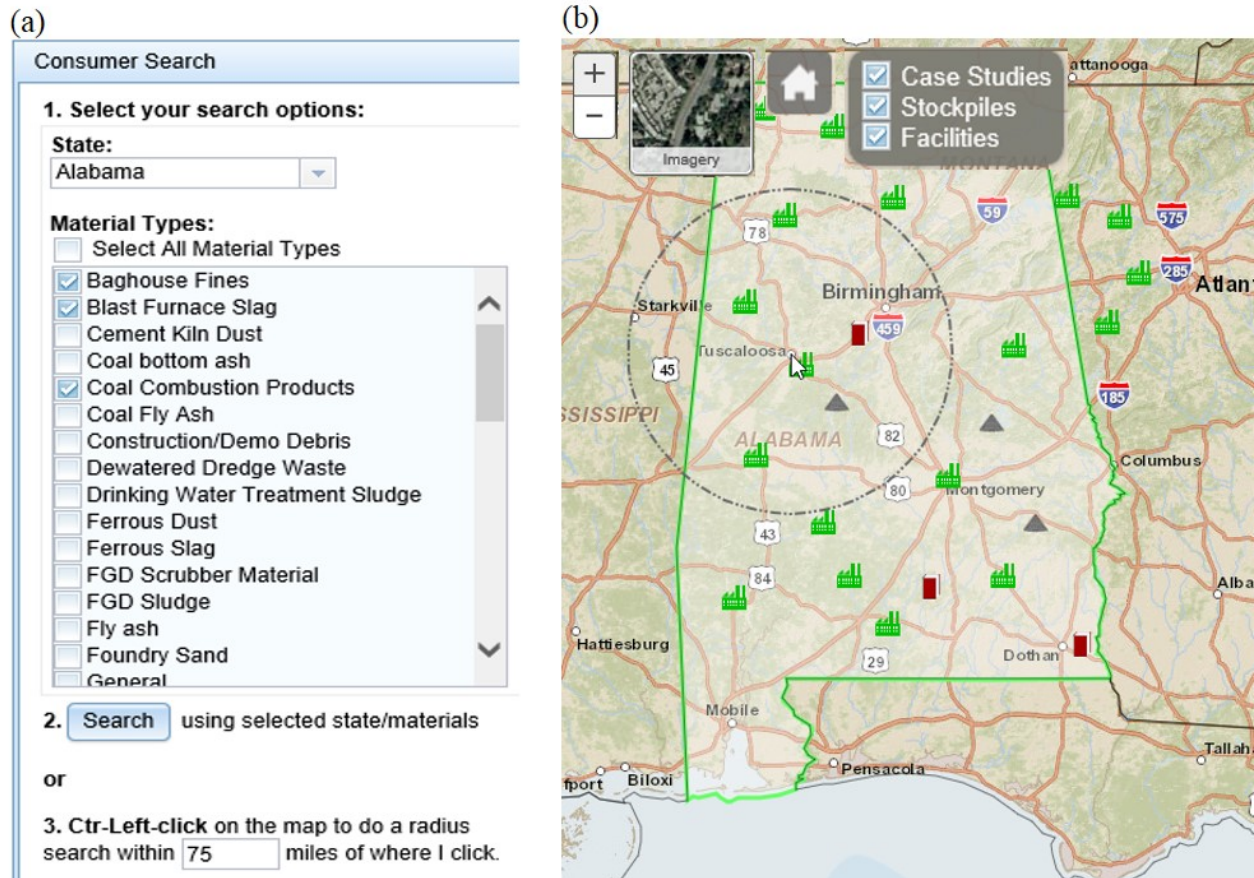 (a)
Consumer Search
1. Select your search options:
State:
Alabama
Material Types:
Select All Material Types
Baghouse Fines
Blast Furnace Slag
Cement Kiln Dust
Coal bottom ash
Coal Combustion Products
Coal Fly Ash
Construction/Demo Debris
Dewatered Dredge Waste
Drinking Water Treatment Sludge
Ferrous Dust
Ferrous Slag
FGD Scrubber Material
FGD Sludge
Fly ash
Foundry Sand
General
2. Search using selected state/materials
or
3. Ctr-Left-click on the map to do a radius
search within 75 miles of where I click.
(b)
+
−
Imagery
Case Studies
Stockpiles
Facilities
attanooga
MONTANA
59
575
78
285
Atlan
Starkville
Birmingham
459
Tuscaloosa
45
185
SSISSIPPI
ALABAMA
82
Columbus
80
Montgomery
43
84
Alba
Hattiesburg
29
Dothan
Mobile
Pensacola
Tallaha
fport
Biloxi